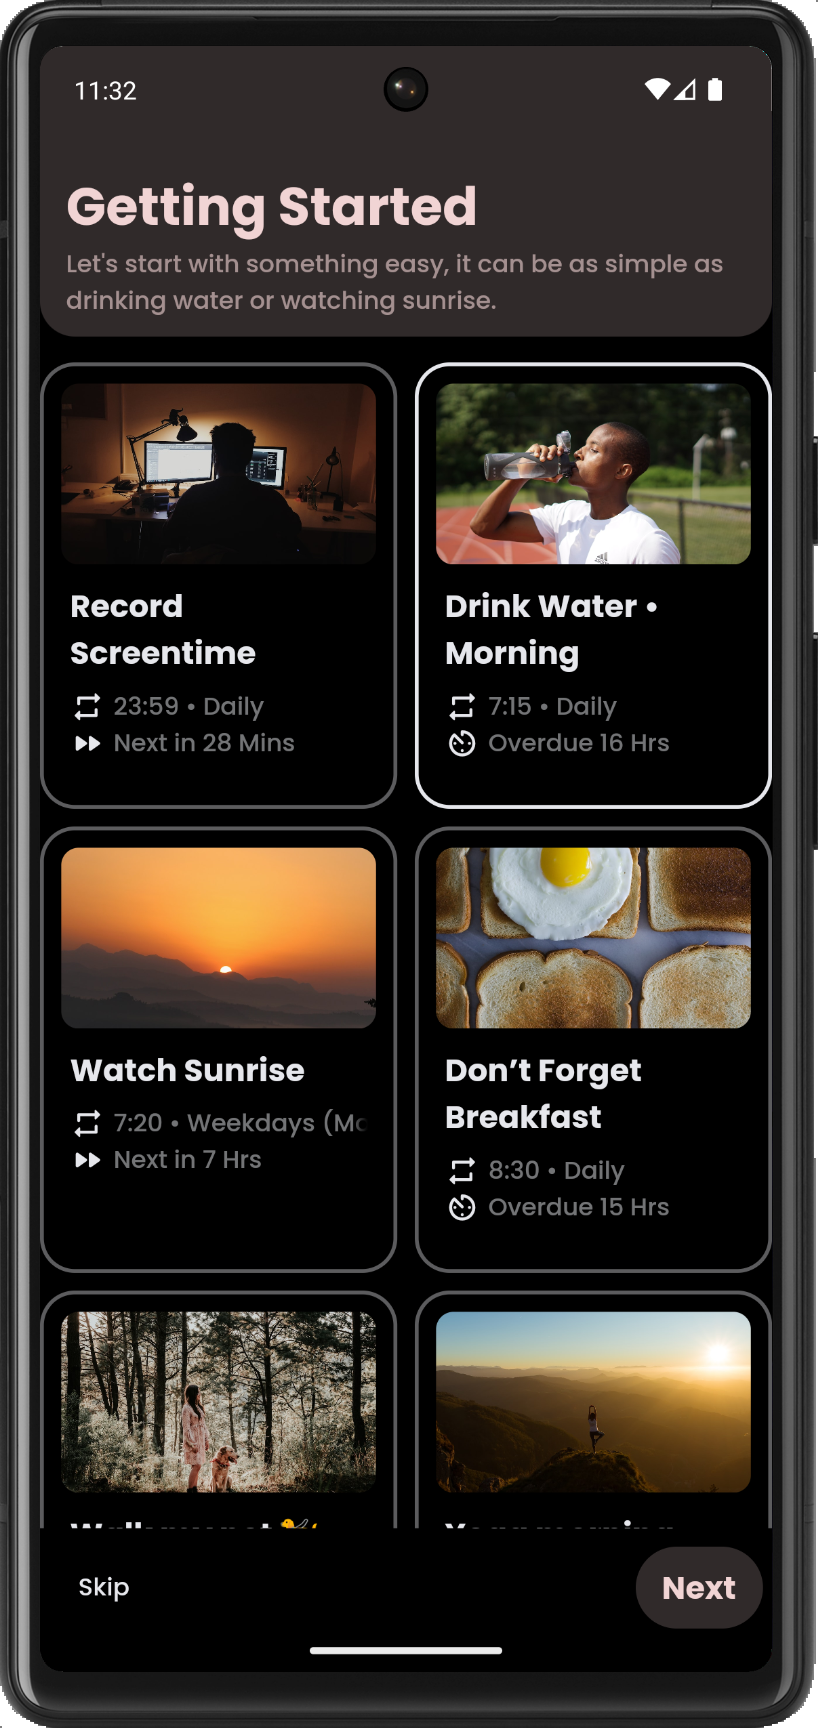 11:32
Getting Started
Let's start with something easy, it can be as simple as
drinking water or watching sunrise.
Record
Screentime
23:59 • Daily
Next in 28 Mins
Drink Water •
Morning
7:15 • Daily
Overdue 16 Hrs
Watch Sunrise
7:20 • Weekdays (Mo
Next in 7 Hrs
Don’t Forget
Breakfast
8:30 • Daily
Overdue 15 Hrs
Skip
Next